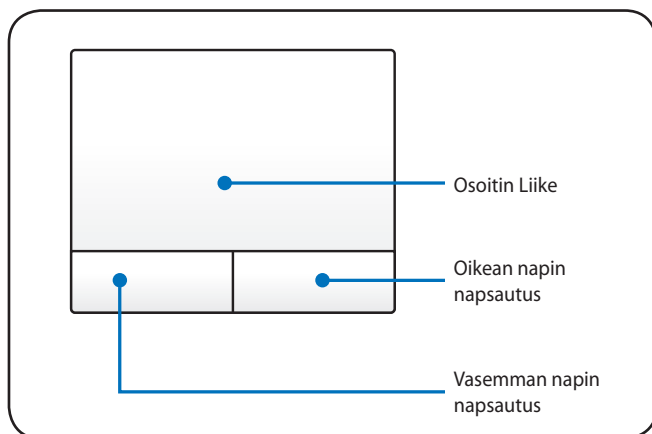 Osoitin Liike
Oikean napin
napsautus
Vasemman napin
napsautus